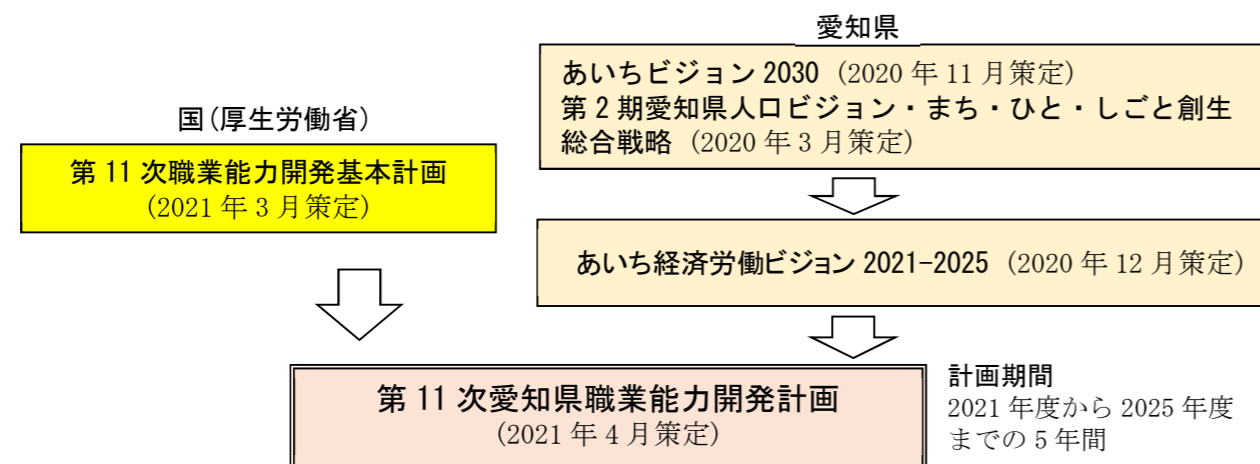 愛知県
あいちビジョン 2030 (2020 年 11 月策定)
第 2 期愛知県人口ビジョン・まち・ひと・しごと創生
総合戦略 (2020 年 3 月策定)
国(厚生労働省)
第 11 次職業能力開発基本計画
(2021 年 3 月策定)
あいち経済労働ビジョン 2021-2025 (2020 年 12 月策定)
第 11 次愛知県職業能力開発計画
(2021 年 4 月策定)
計画期間
2021 年度から 2025 年度
までの 5 年間